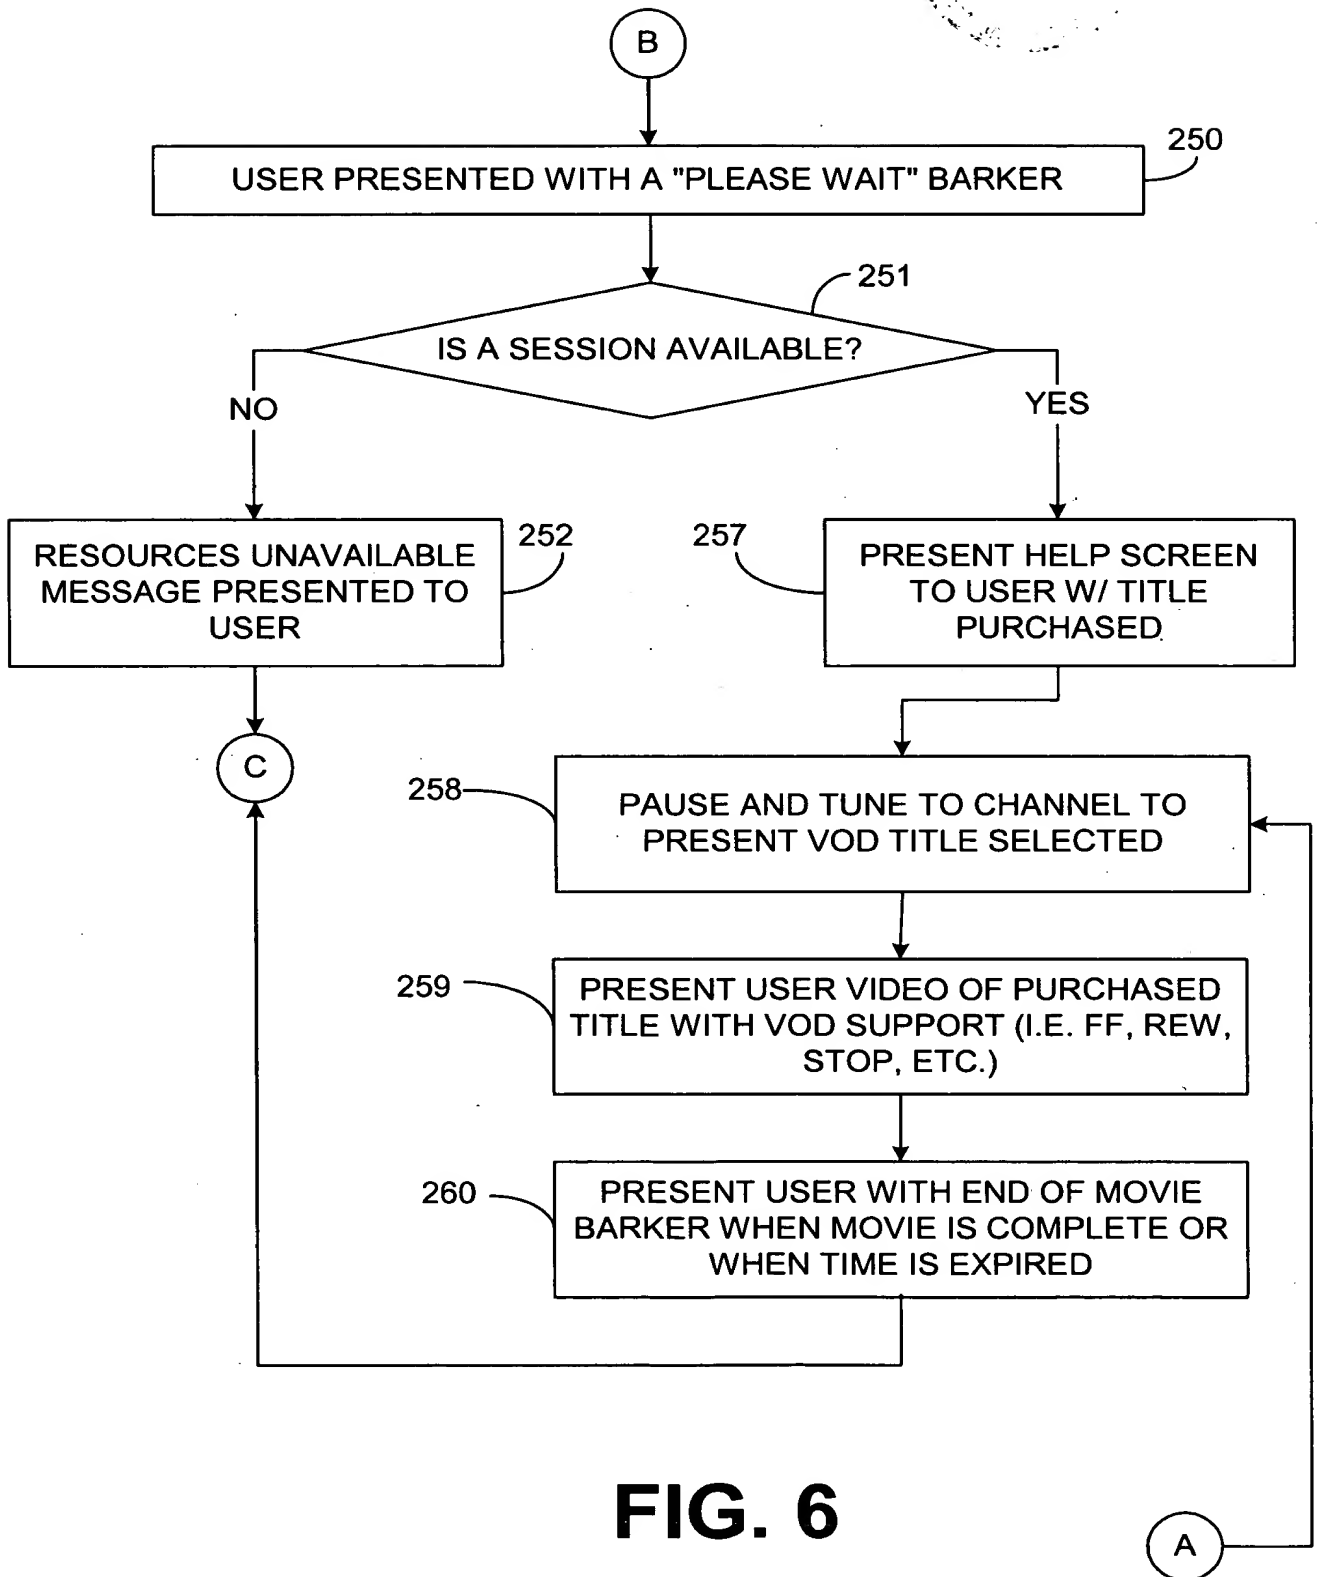 B
250
USER PRESENTED WITH A "PLEASE WAIT" BARKER
251
IS A SESSION AVAILABLE?
NO
YES
252
RESOURCES UNAVAILABLE
MESSAGE PRESENTED TO
USER
257
PRESENT HELP SCREEN
TO USER W/ TITLE
PURCHASED
C
258
PAUSE AND TUNE TO CHANNEL TO
PRESENT VOD TITLE SELECTED
259
PRESENT USER VIDEO OF PURCHASED
TITLE WITH VOD SUPPORT (I.E. FF, REW,
STOP, ETC.)
260
PRESENT USER WITH END OF MOVIE
BARKER WHEN MOVIE IS COMPLETE OR
WHEN TIME IS EXPIRED
FIG. 6
A